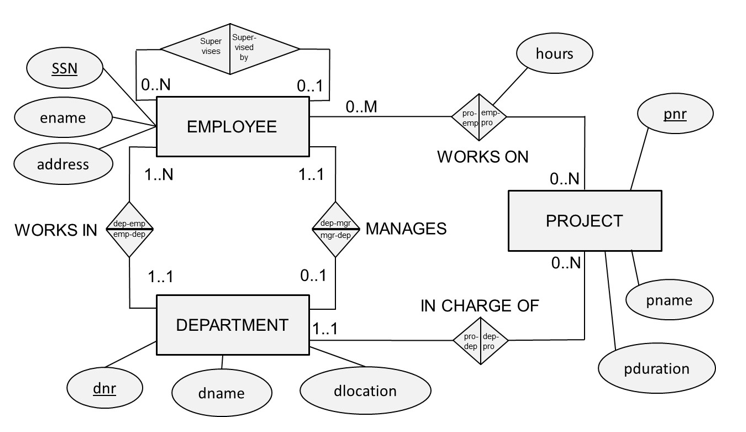 Super
vises
Super-
vised
by
SSN
0..N
0..1
hours
ename
EMPLOYEE
0..M
pro-
emp
emp-
pro
pnr
address
WORKS ON
1..N
1..1
0..N
WORKS IN
dep-emp
emp-dep
dep-mgr
mgr-dep
MANAGES
PROJECT
1..1
0..1
0..N
IN CHARGE OF
pname
DEPARTMENT
1..1
pro-
dep
dep-
pro
pduration
dnr
dname
dlocation